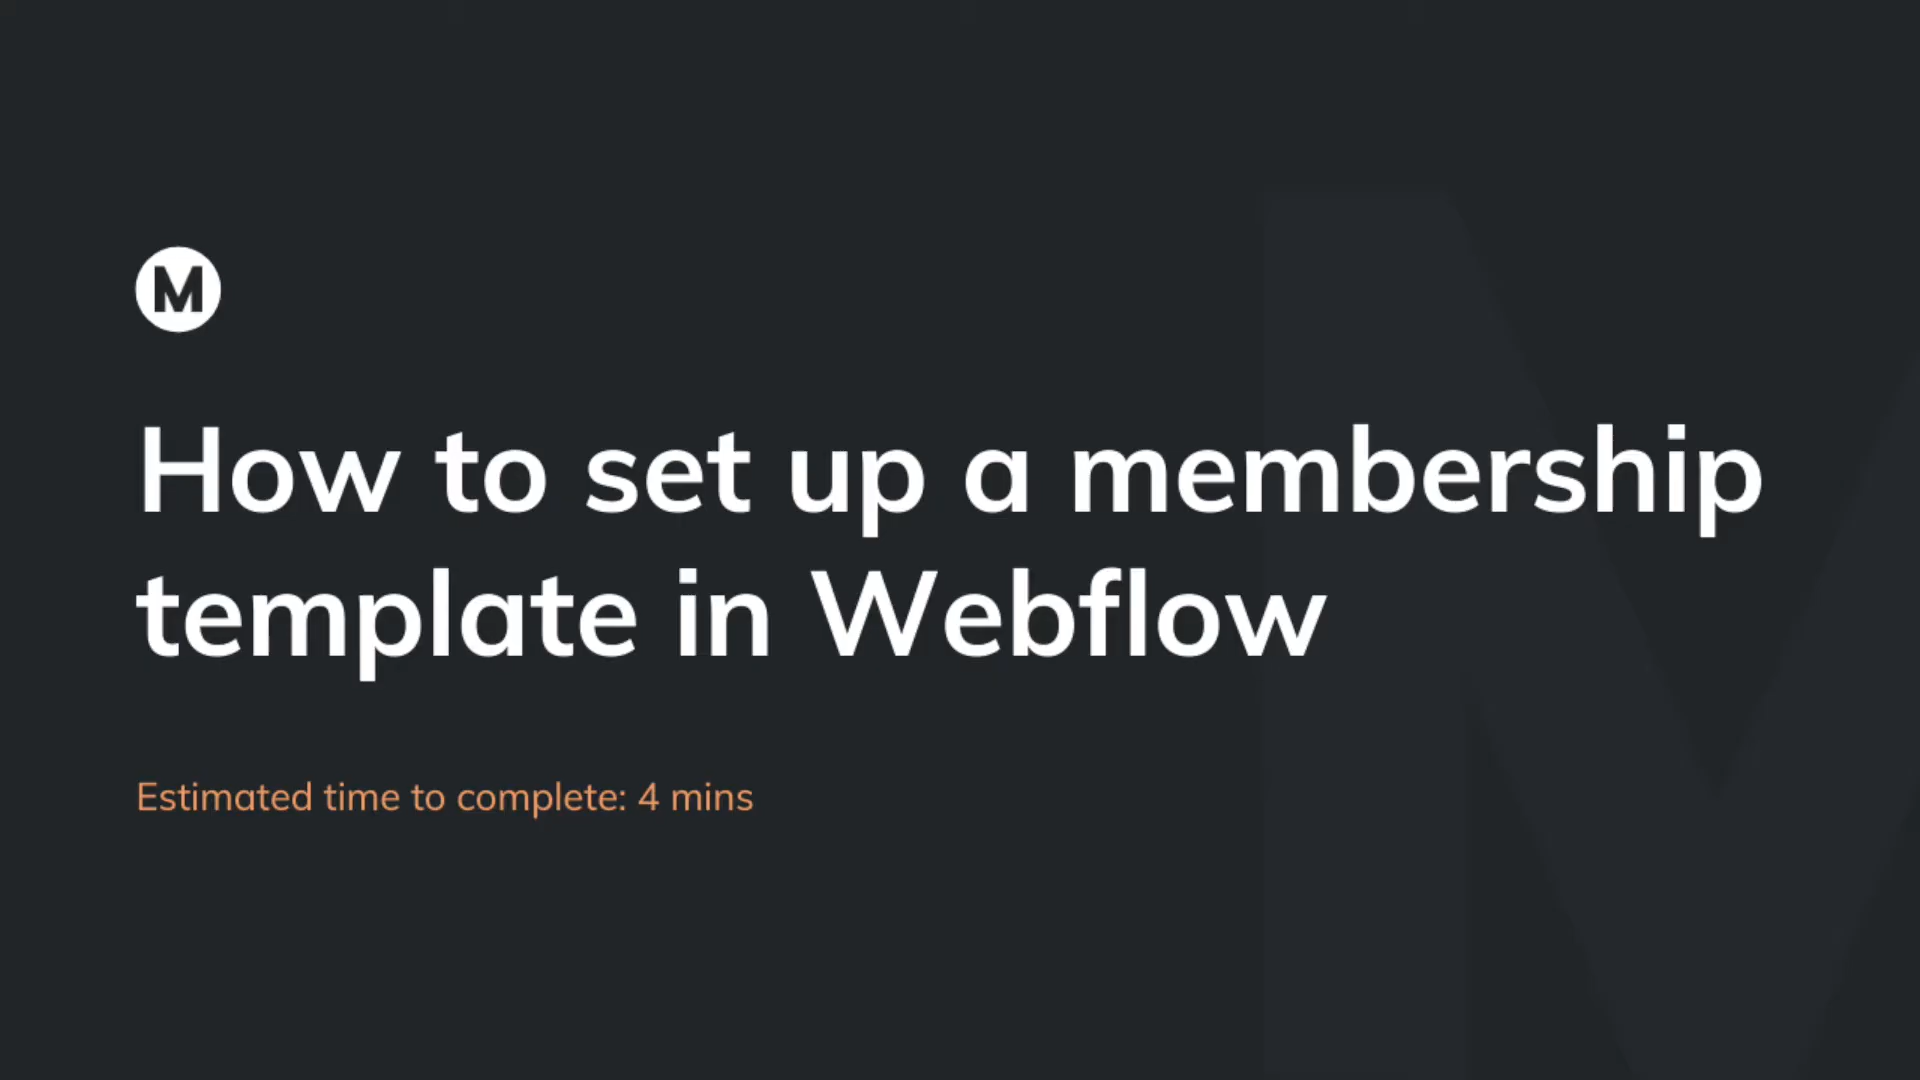 M
How to set up a membership
template in Webflow
Estimated time to complete: 4 mins